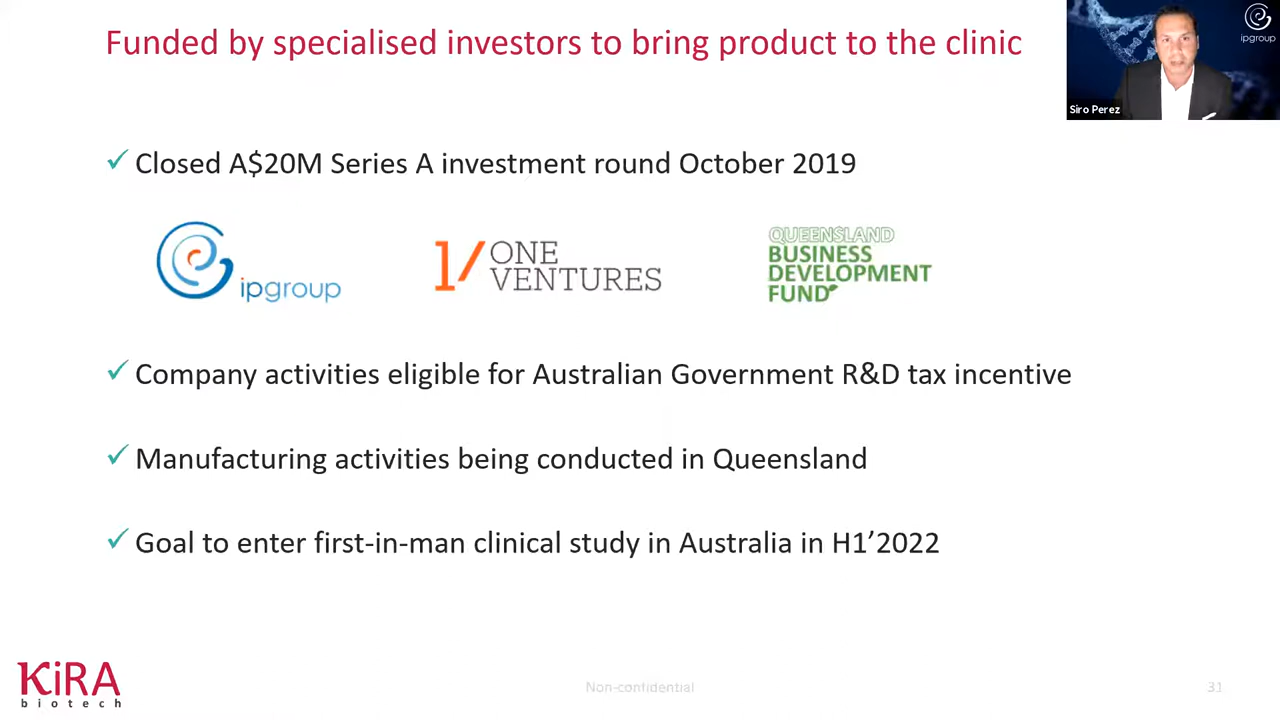 Funded by specialised investors to bring product to the clinic
ipgroup
Siro Perez
✓ Closed A$20M Series A investment round October 2019
ipgroup
1/ ONE VENTURES
QUEENSLAND
BUSINESS
DEVELOPMENT
FUND
✓ Company activities eligible for Australian Government R&D tax incentive
✓ Manufacturing activities being conducted in Queensland
✓ Goal to enter first-in-man clinical study in Australia in H1’2022
KiRA
biotech
Non-confidential
31